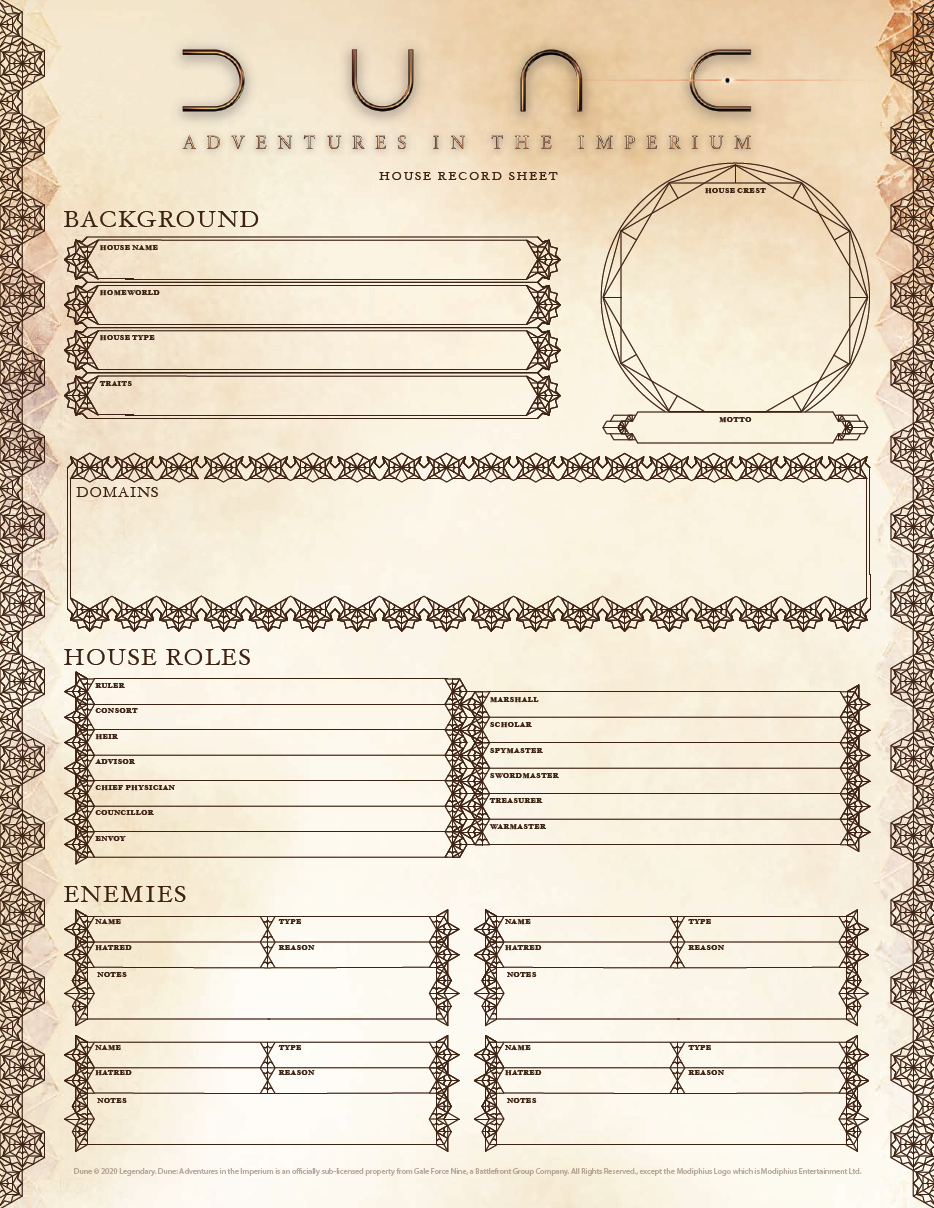 DUNE
ADVENTURES IN THE IMPERIUM
HOUSE RECORD SHEET
HOUSE CREST
BACKGROUND
HOUSE NAME
HOMEWORLD
HOUSE TYPE
TRAITS
MOTTO
DOMAINS
HOUSE ROLES
RULER
CONSORT
HEIR
ADVISOR
CHIEF PHYSICIAN
COUNCILLOR
ENVOY
MARSHALL
SCHOLAR
SPYMASTER
SWORDMASTER
TREASURER
WARMASTER
ENEMIES
NAME TYPE
HATRED REASON
NOTES
NAME TYPE
HATRED REASON
NOTES
NAME TYPE
HATRED REASON
NOTES
NAME TYPE
HATRED REASON
NOTES
Dune © 2020 Legendary. Dune: Adventures in the Imperium is an officially sub-licensed property from Gale Force Nine, a Battlefront Group Company. All Rights Reserved., except the Modiphius Logo which is Modiphius Entertainment Ltd.